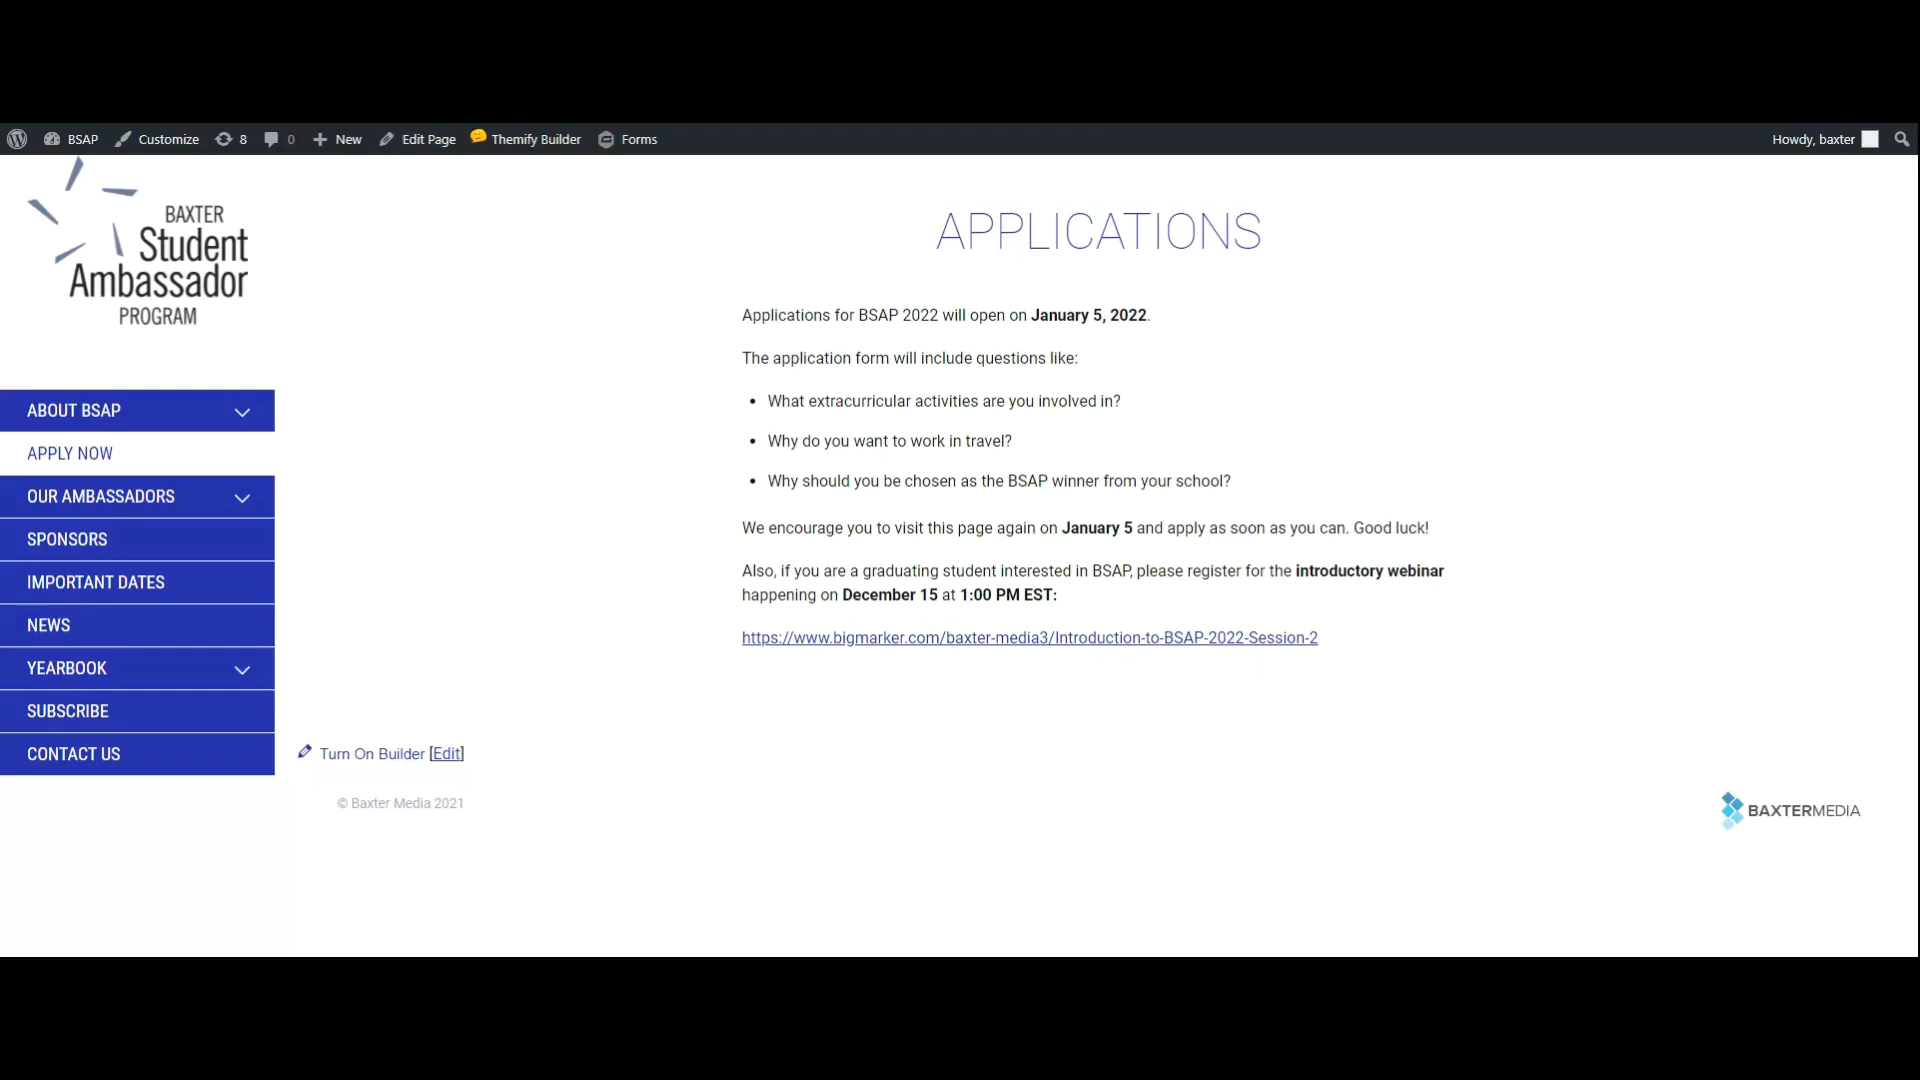 BSAP Customize 8 0 New Edit Page Themify Builder Forms Howdy, baxter
BAXTER
Student
Ambassador
PROGRAM
ABOUT BSAP
APPLY NOW
OUR AMBASSADORS
SPONSORS
IMPORTANT DATES
NEWS
YEARBOOK
SUBSCRIBE
CONTACT US
APPLICATIONS
Applications for BSAP 2022 will open on January 5, 2022.
The application form will include questions like:
• What extracurricular activities are you involved in?
• Why do you want to work in travel?
• Why should you be chosen as the BSAP winner from your school?
We encourage you to visit this page again on January 5 and apply as soon as you can. Good luck!
Also, if you are a graduating student interested in BSAP, please register for the introductory webinar
happening on December 15 at 1:00 PM EST:
https://www.bigmarker.com/baxter-media3/Introduction-to-BSAP-2022-Session-2
Turn On Builder [Edit]
© Baxter Media 2021
BAXTERMEDIA